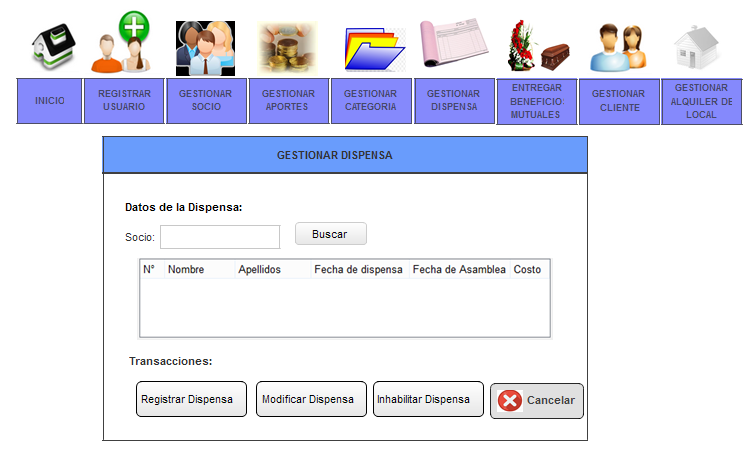 INICIO
REGISTRAR
USUARIO
GESTIONAR
SOCIO
GESTIONAR
APORTES
GESTIONAR
CATEGORIA
GESTIONAR
DISPENSA
ENTREGAR
BENEFICIO:
MUTUALES
GESTIONAR
CLIENTE
GESTIONAR
ALQUILER DE
LOCAL
GESTIONAR DISPENSA
Datos de la Dispensa:
Socio: Buscar
N° Nombre Apellidos Fecha de dispensa Fecha de Asamblea Costo
Transacciones:
Registrar Dispensa Modificar Dispensa Inhabilitar Dispensa Cancelar